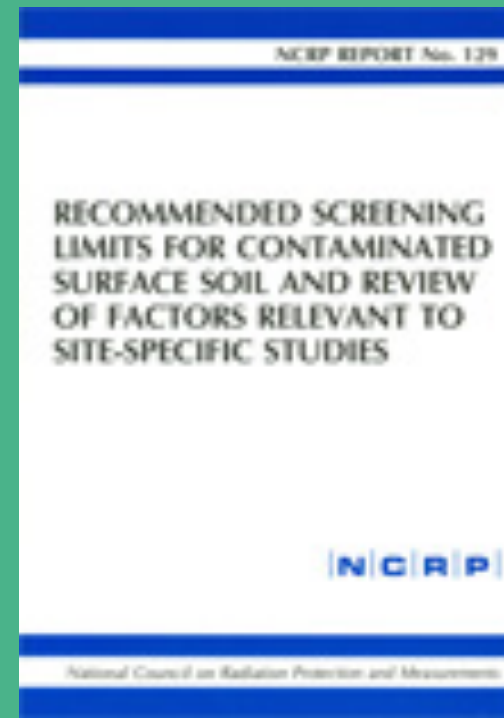 NCRP REPORT No. 129
RECOMMENDED SCREENING
LIMITS FOR CONTAMINATED
SURFACE SOIL AND REVIEW
OF FACTORS RELEVANT TO
SITE-SPECIFIC STUDIES
N C R P
National Council on Radiation Protection and Measurements